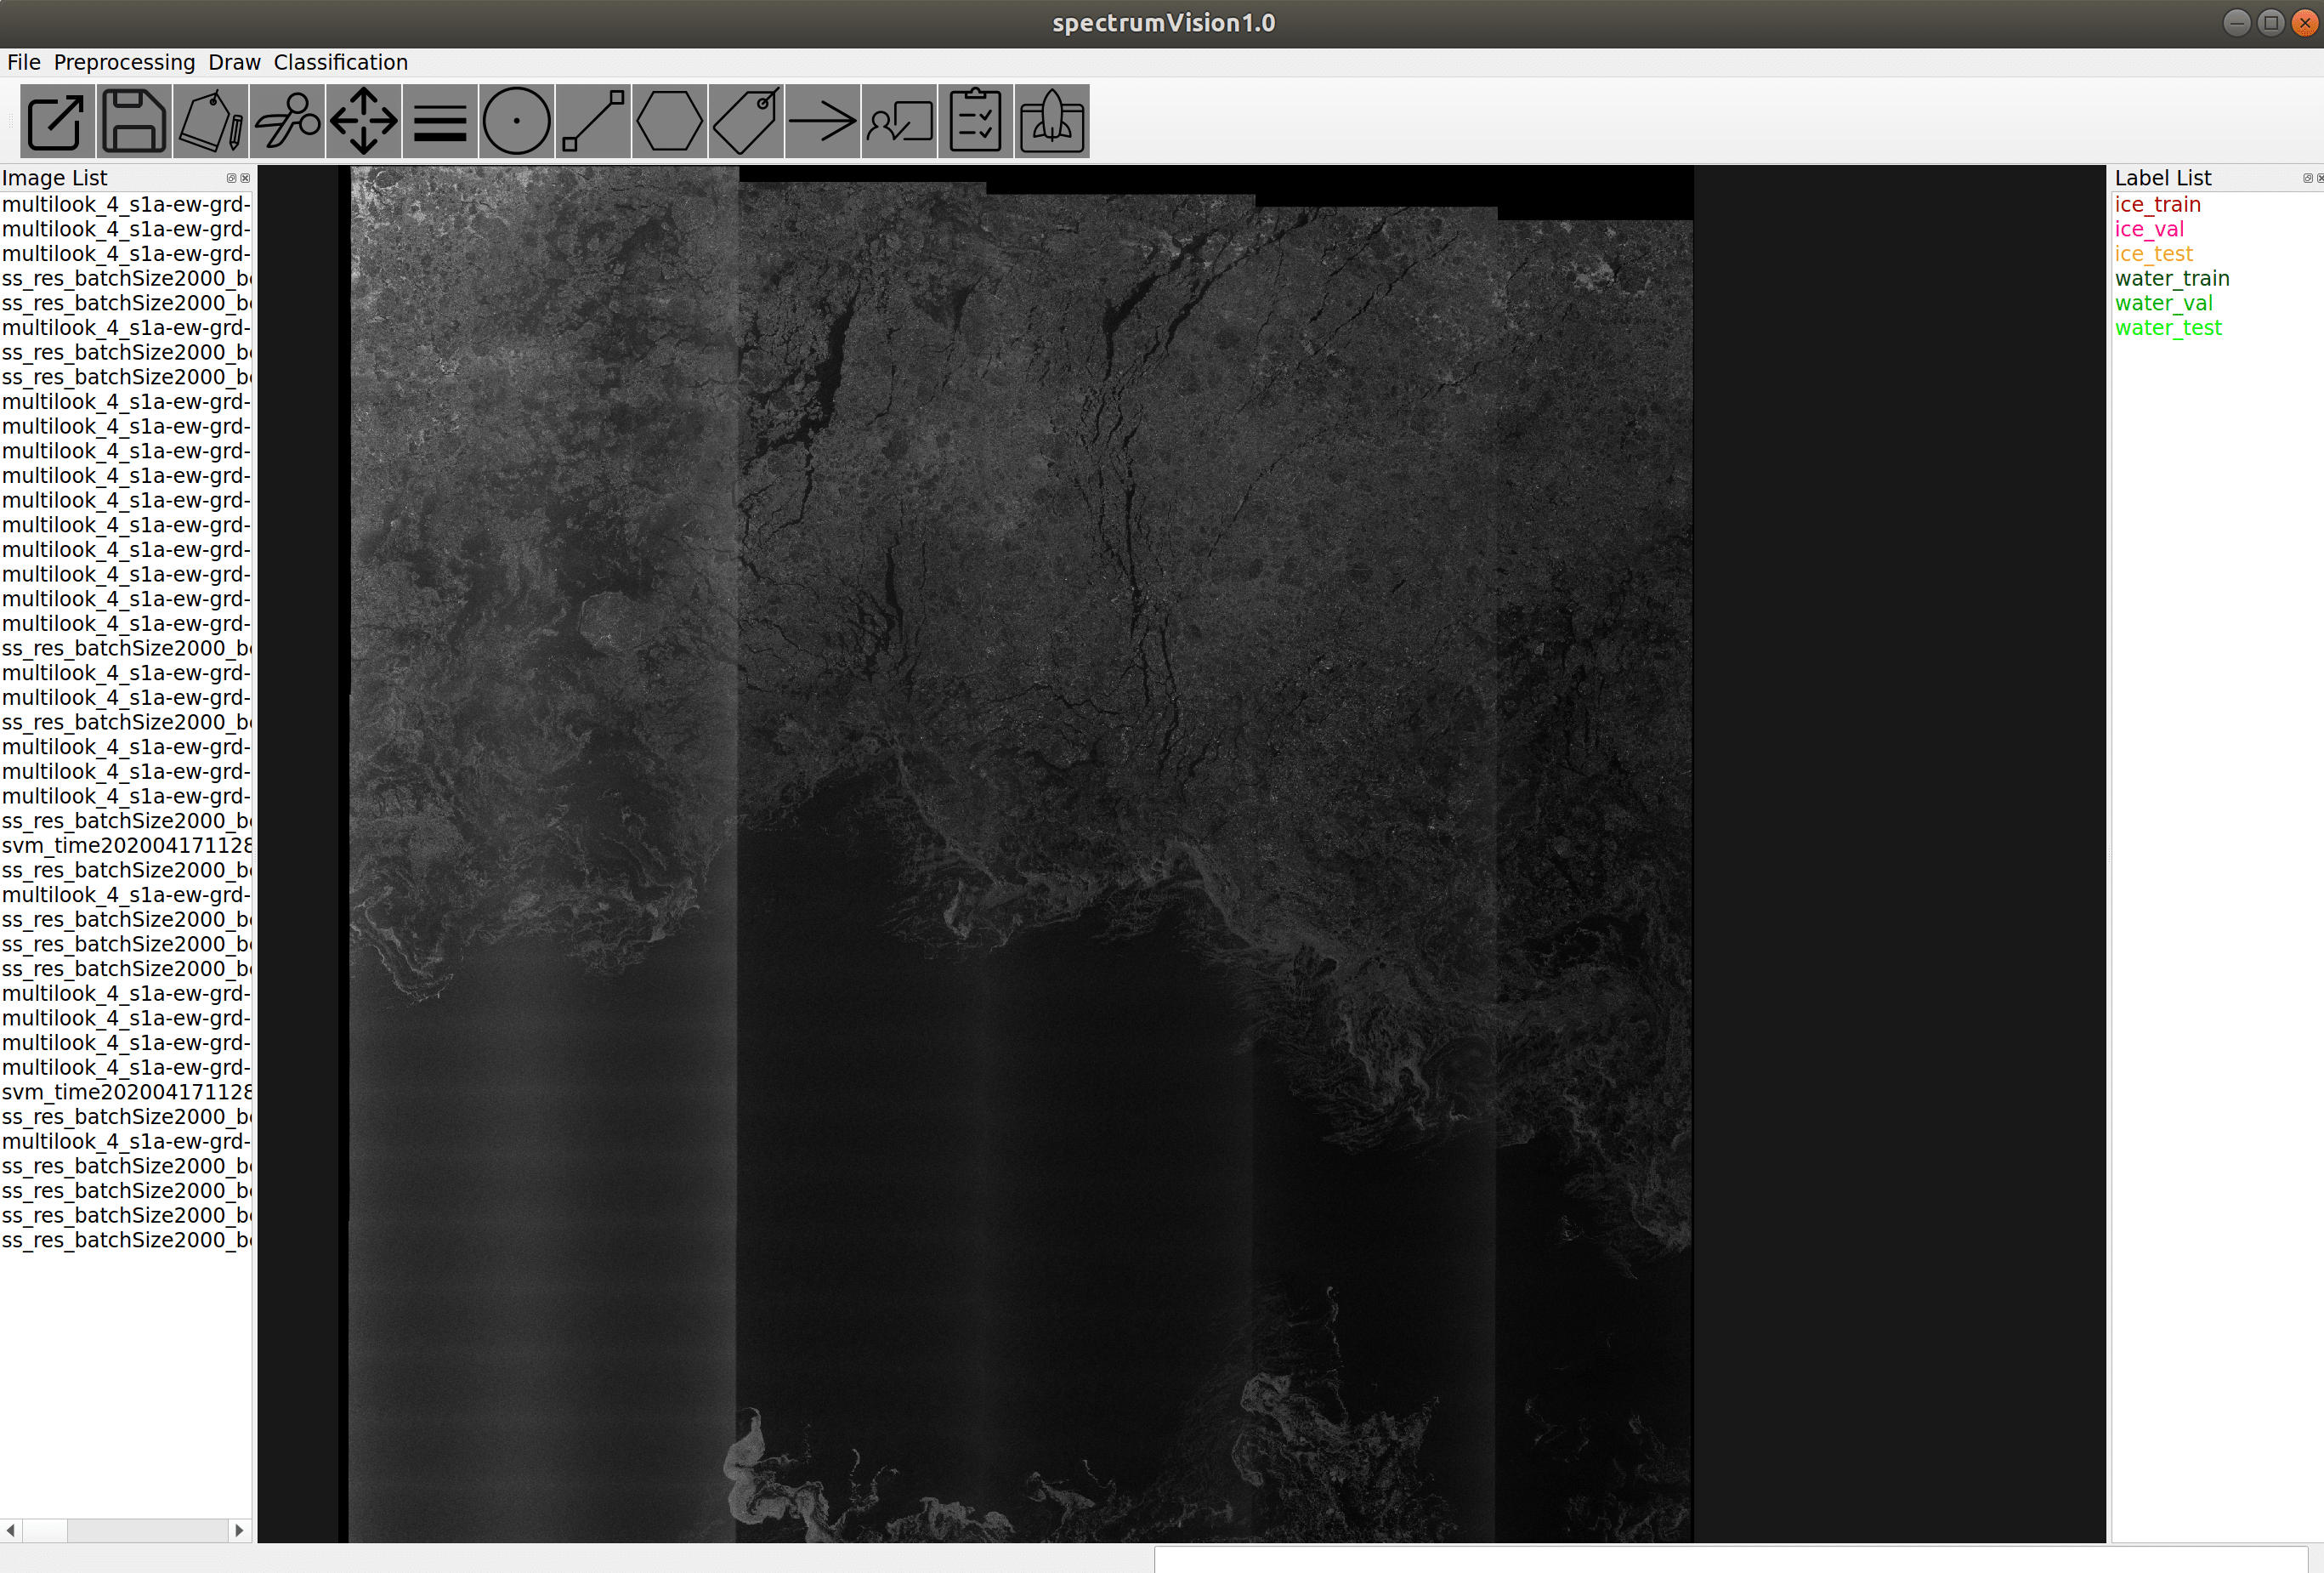 spectrumVision1.0
File Preprocessing Draw Classification
Image List
multilook_4_s1a-ew-grd-
multilook_4_s1a-ew-grd-
multilook_4_s1a-ew-grd-
ss_res_batchSize2000_b
ss_res_batchSize2000_b
multilook_4_s1a-ew-grd-
ss_res_batchSize2000_b
ss_res_batchSize2000_b
multilook_4_s1a-ew-grd-
multilook_4_s1a-ew-grd-
multilook_4_s1a-ew-grd-
multilook_4_s1a-ew-grd-
multilook_4_s1a-ew-grd-
multilook_4_s1a-ew-grd-
multilook_4_s1a-ew-grd-
multilook_4_s1a-ew-grd-
multilook_4_s1a-ew-grd-
multilook_4_s1a-ew-grd-
ss_res_batchSize2000_b
multilook_4_s1a-ew-grd-
multilook_4_s1a-ew-grd-
ss_res_batchSize2000_b
multilook_4_s1a-ew-grd-
multilook_4_s1a-ew-grd-
multilook_4_s1a-ew-grd-
ss_res_batchSize2000_b
svm_time202004171128
ss_res_batchSize2000_b
multilook_4_s1a-ew-grd-
ss_res_batchSize2000_b
ss_res_batchSize2000_b
ss_res_batchSize2000_b
multilook_4_s1a-ew-grd-
multilook_4_s1a-ew-grd-
multilook_4_s1a-ew-grd-
multilook_4_s1a-ew-grd-
svm_time202004171128
ss_res_batchSize2000_b
multilook_4_s1a-ew-grd-
ss_res_batchSize2000_b
ss_res_batchSize2000_b
ss_res_batchSize2000_b
ss_res_batchSize2000_b
Label List
ice_train
ice_val
ice_test
water_train
water_val
water_test